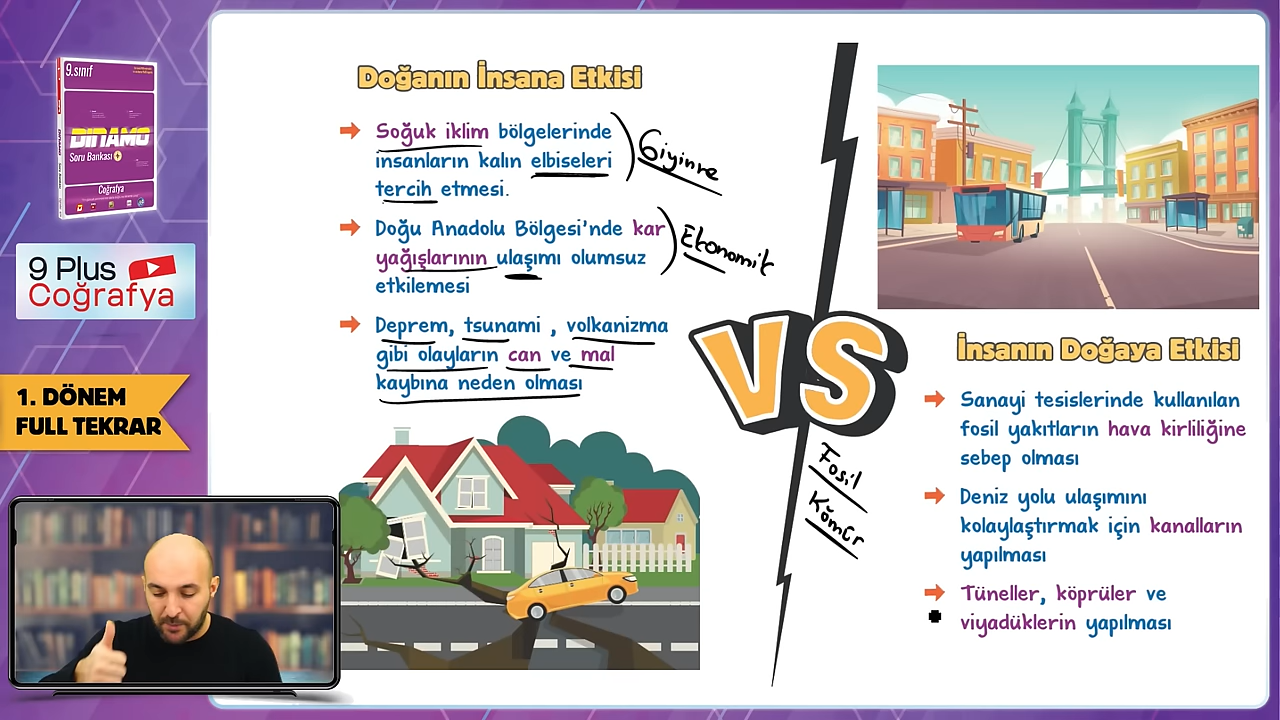 9.sınıf
DINAMO
Soru Bankası
Coğrafya
9 Plus
Coğrafya
1. DÖNEM
FULL TEKRAR
Doğanın İnsana Etkisi
Soğuk iklim bölgelerinde
insanların kalın elbiseleri
tercih etmesi.
Giyinme
Doğu Anadolu Bölgesi'nde kar
yağışlarının ulaşımı olumsuz
etkilemesi
Ekonomik
Deprem, tsunami , volkanizma
gibi olayların can ve mal
kaybına neden olması
VS
Fosil
Kömür
İnsanın Doğaya Etkisi
Sanayi tesislerinde kullanılan
fosil yakıtların hava kirliliğine
sebep olması
Deniz yolu ulaşımını
kolaylaştırmak için kanalların
yapılması
Tüneller, köprüler ve
viyadüklerin yapılması